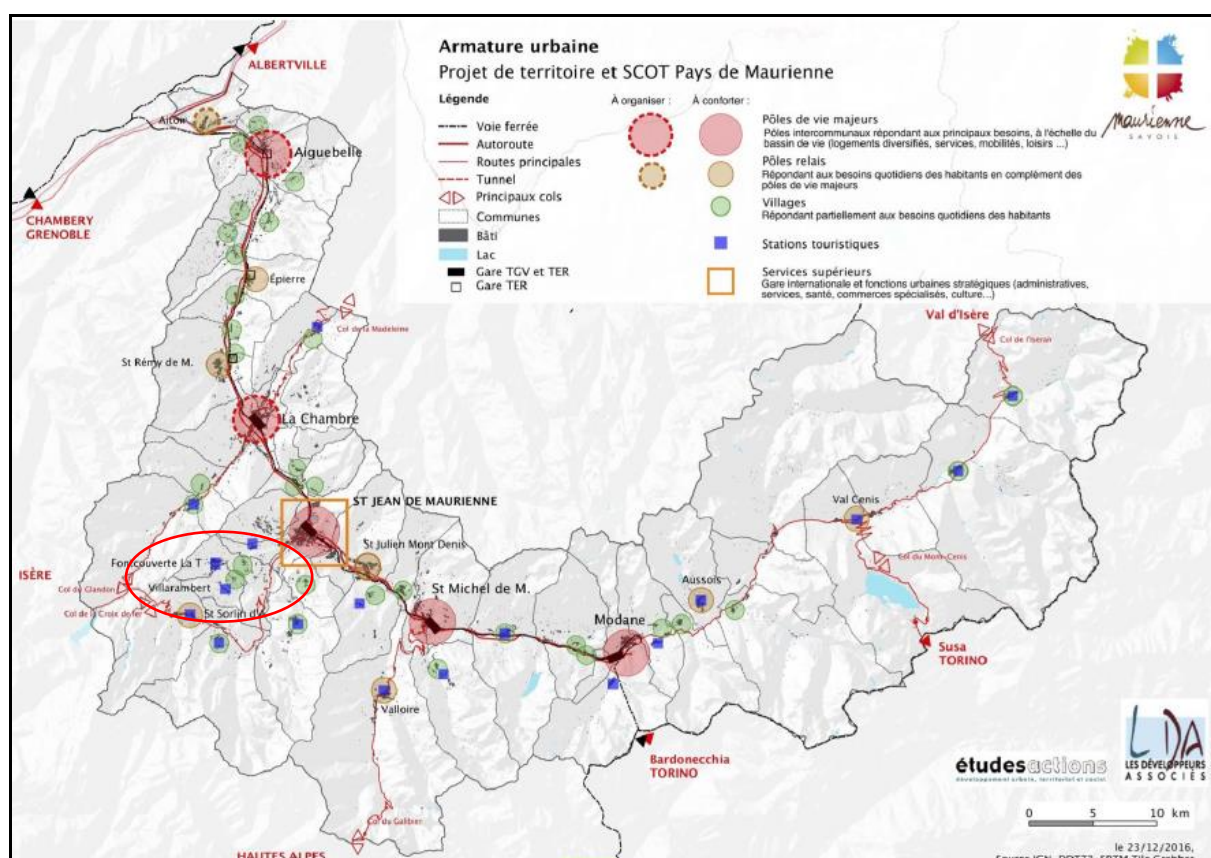 Armature urbaine
Projet de territoire et SCOT Pays de Maurienne
Légende
À organiser :
À conforter :
Voie ferrée
Autoroute
Routes principales
Tunnel
Principaux cols
Communes
Bâti
Lac
Gare TGV et TER
Gare TER
Pôles de vie majeurs
Pôles intercommunaux répondant aux principaux besoins, à l'échelle du
bassin de vie (logements diversifiés, services, mobilités, loisirs ...)
Pôles relais
Répondant aux besoins quotidiens des habitants en complément des
pôles de vie majeurs
Villages
Répondant partiellement aux besoins quotidiens des habitants
Stations touristiques
Services supérieurs
Gare internationale et fonctions urbaines stratégiques (administratives,
services, santé, commerces spécialisés, culture...)
Maurienne
SAVOIE
ALBERTVILLE
Aiton
Aiguebelle
CHAMBERY
GRENOBLE
Épierre
Col de la Madeleine
Val d'Isère
Col de l'Iseran
St Rémy de M.
La Chambre
ST JEAN DE MAURIENNE
Val Cenis
St Julien Mont Denis
Fontcouverte La T
ISÈRE
Col du Glandon
Villarambert
Col du Mont-Cenis
Aussois
Col de la Croix de fer
St Sorlin d'A
St Michel de M.
Modane
Susa
TORINO
Valloire
Bardonecchia
TORINO
Col du Galibier
HAUTES ALPES
étudesactions
développement urbain, territorial et social
LDA
LES DÉVELOPPEURS
ASSOCIÉS
0 5 10 km
le 23/12/2016,